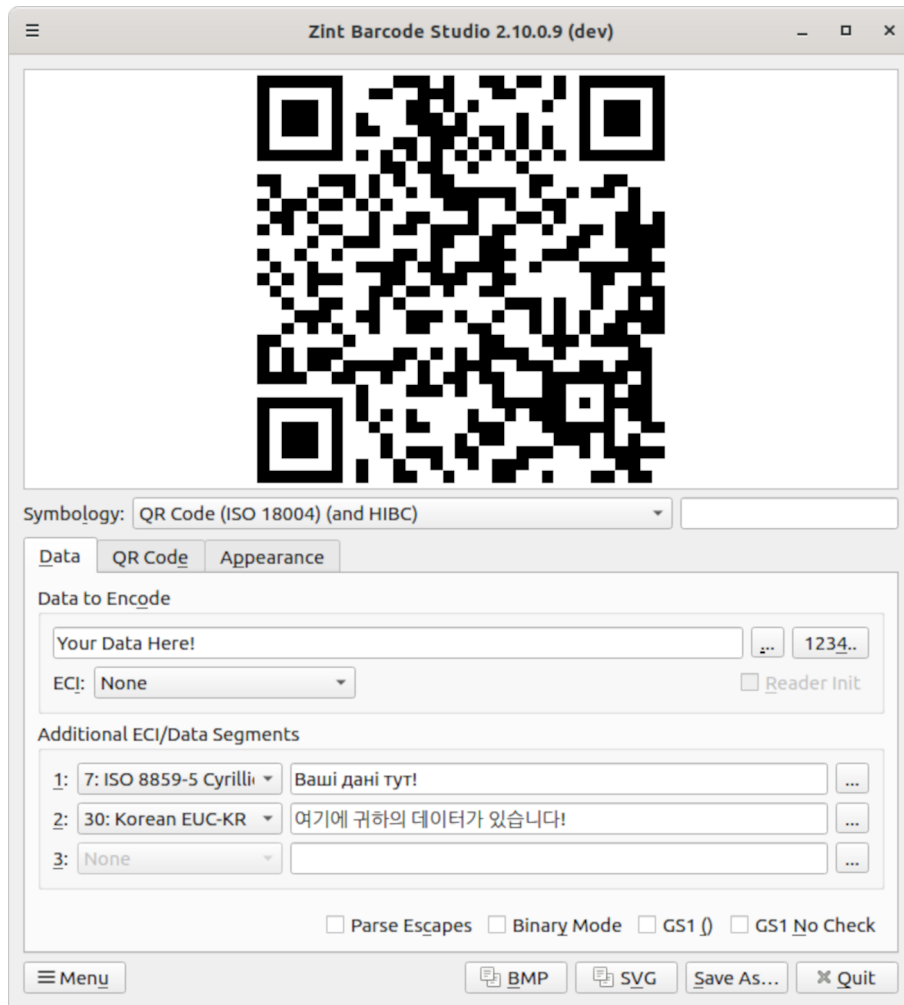 Zint Barcode Studio 2.10.0.9 (dev)
Symbology: QR Code (ISO 18004) (and HIBC)
Data QR Code Appearance
Data to Encode
Your Data Here! ... 1234..
ECI: None Reader Init
Additional ECI/Data Segments
1: 7: ISO 8859-5 Cyrilli Ваші дані тут! ...
2: 30: Korean EUC-KR 여기에 귀하의 데이터가 있습니다! ...
3: None ...
Parse Escapes Binary Mode GS1 () GS1 No Check
Menu BMP SVG Save As... Quit